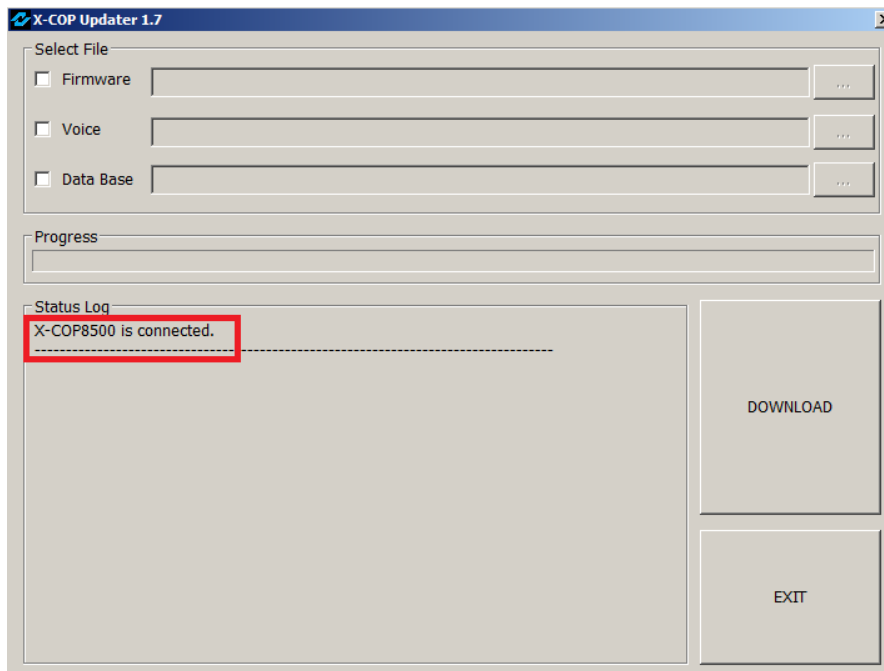 X-COP Updater 1.7
Select File
Firmware
...
Voice
...
Data Base
...
Progress
Status Log
X-COP8500 is connected.
--------------------------------------------------------------------------------
DOWNLOAD
EXIT